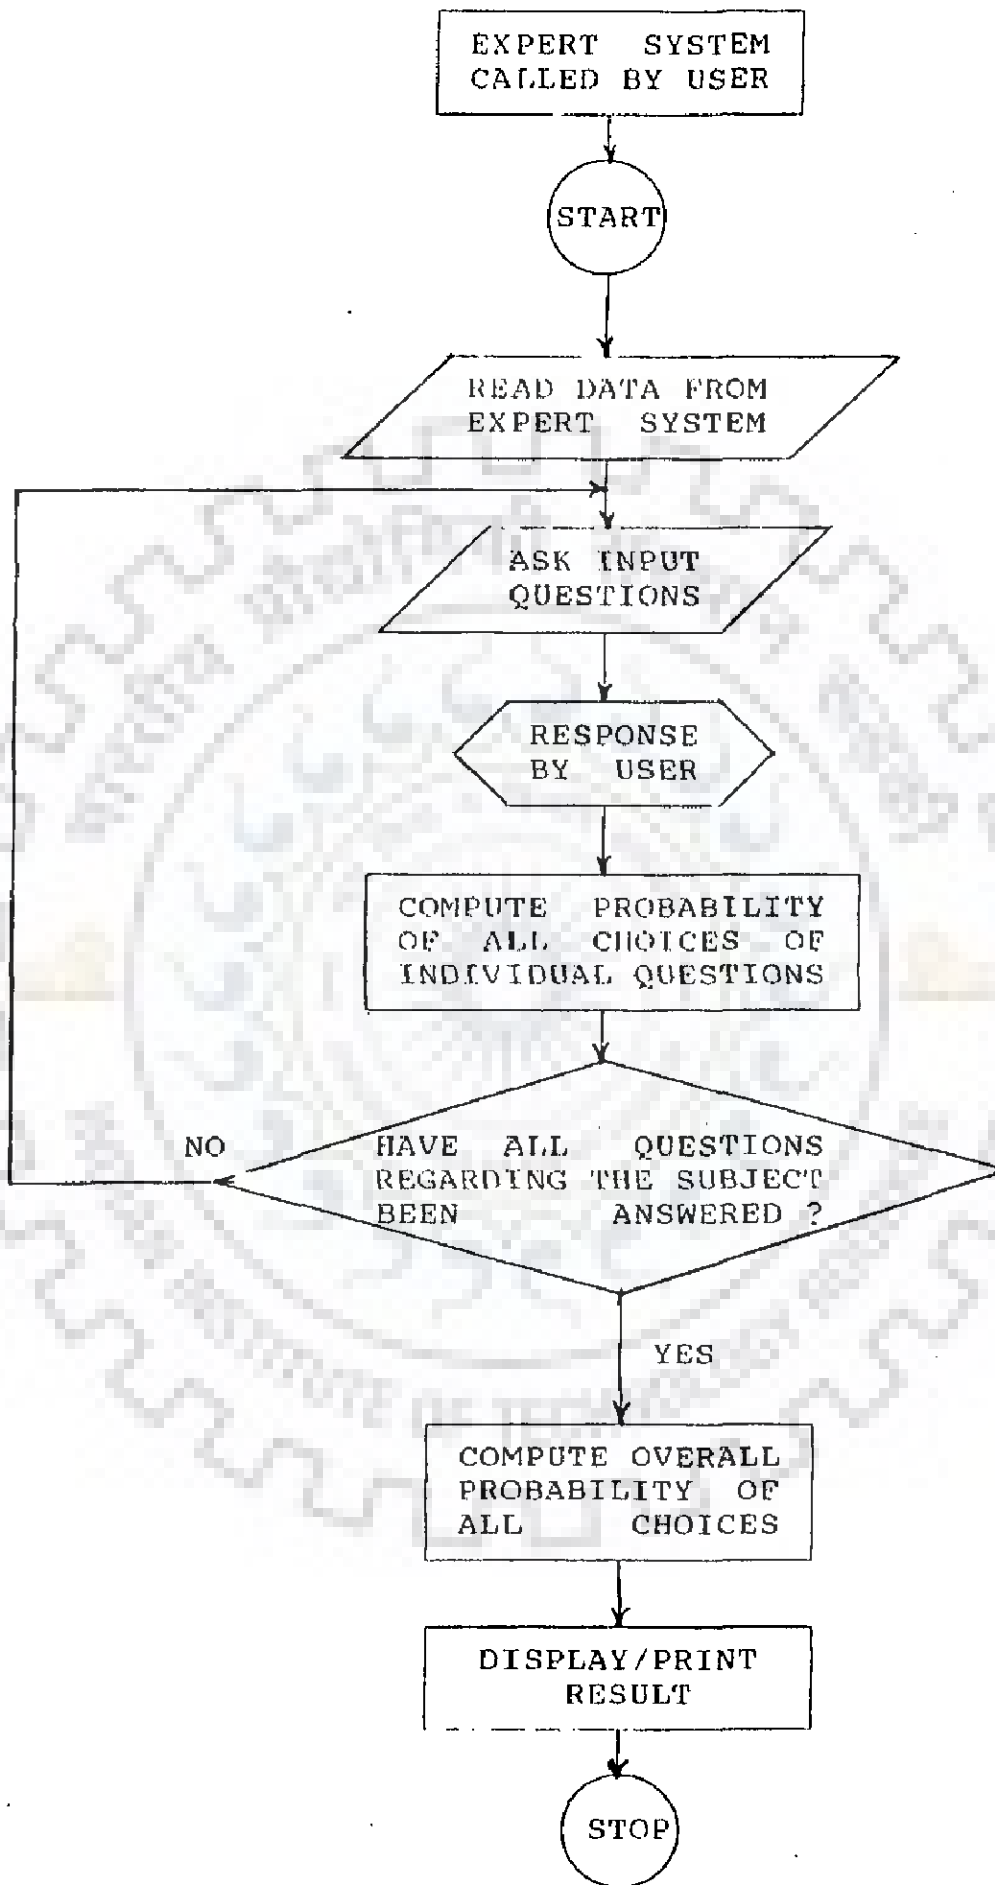 EXPERT SYSTEM
CALLED BY USER
START
READ DATA FROM
EXPERT SYSTEM
ASK INPUT
QUESTIONS
RESPONSE
BY USER
COMPUTE PROBABILITY
OF ALL CHOICES OF
INDIVIDUAL QUESTIONS
NO
HAVE ALL QUESTIONS
REGARDING THE SUBJECT
BEEN ANSWERED ?
YES
COMPUTE OVERALL
PROBABILITY OF
ALL CHOICES
DISPLAY/PRINT
RESULT
STOP